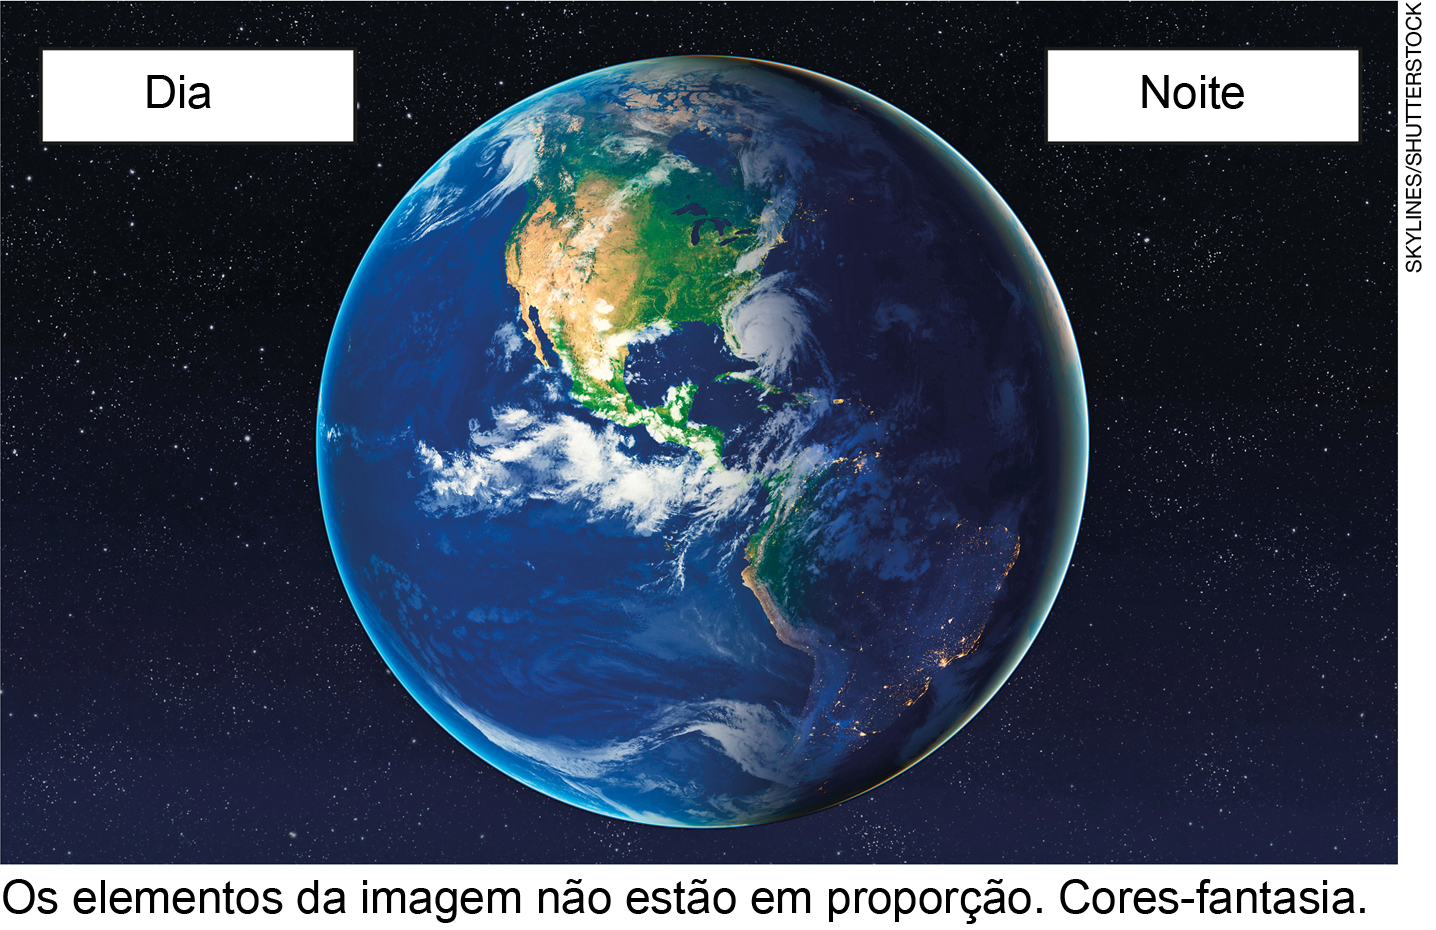 Dia
Noite
SKYLINES/SHUTTERSTOCK
Os elementos da imagem não estão em proporção. Cores-fantasia.